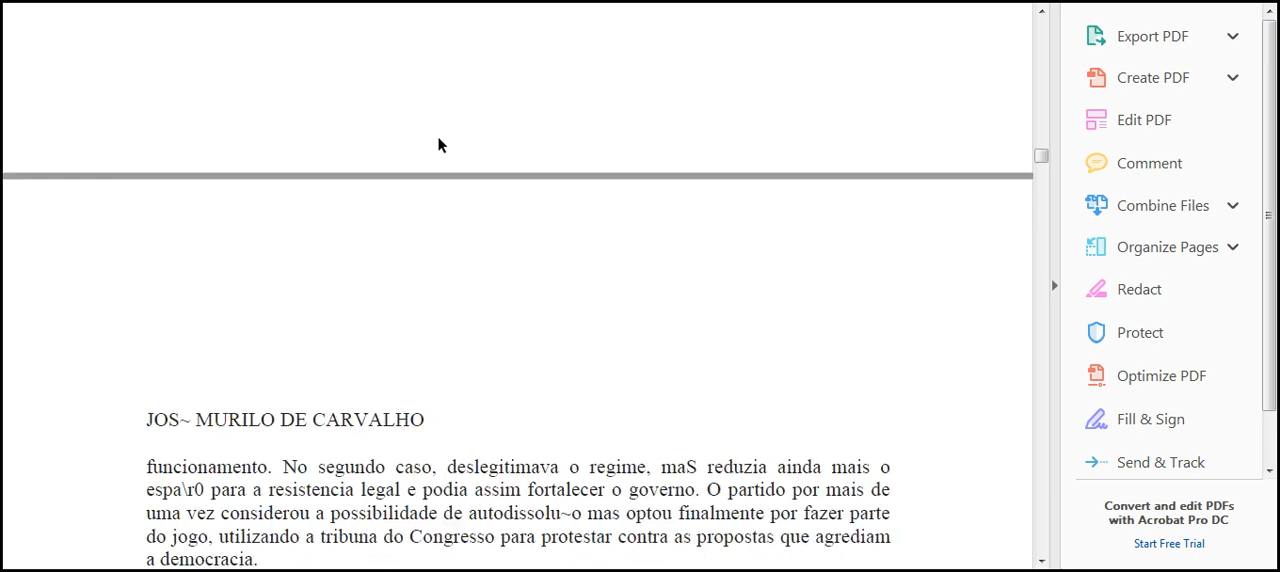 JOS~ MURILO DE CARVALHO
funcionamento. No segundo caso, deslegitimava o regime, maS reduzia ainda mais o
espa\r0 para a resistencia legal e podia assim fortalecer o governo. O partido por mais de
uma vez considerou a possibilidade de autodissolu~o mas optou finalmente por fazer parte
do jogo, utilizando a tribuna do Congresso para protestar contra as propostas que agrediam
a democracia.
Export PDF
Create PDF
Edit PDF
Comment
Combine Files
Organize Pages
Redact
Protect
Optimize PDF
Fill & Sign
Send & Track
Convert and edit PDFs
with Acrobat Pro DC
Start Free Trial